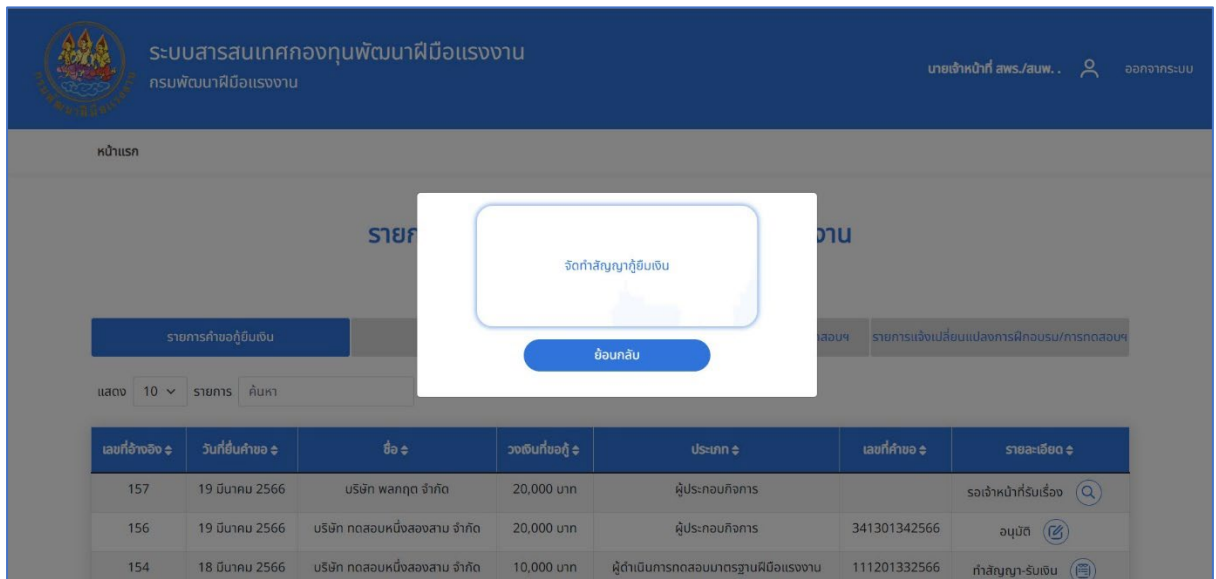 ระบบสารสนเทศกองทุนพัฒนาฝีมือแรงงาน
กรมพัฒนาฝีมือแรงงาน
นายเจ้าหน้าที่ สพร./สนพ. . ออกจากระบบ
หน้าแรก
จัดทำสัญญากู้ยืมเงิน
ย้อนกลับ
รายการคำขอกู้ยืมเงิน รายการแจ้งเปลี่ยนแปลงการฝึกอบรม/การทดสอบฯ
แสดง 10 รายการ ค้นหา
เลขที่อ้างอิง วันที่ยื่นคำขอ ชื่อ วงเงินที่ขอกู้ ประเภท เลขที่คำขอ รายละเอียด
157 19 มีนาคม 2566 บริษัท พลกฤต จำกัด 20,000 บาท ผู้ประกอบกิจการ รอเจ้าหน้าที่รับเรื่อง
156 19 มีนาคม 2566 บริษัท ทดสอบหนึ่งสองสาม จำกัด 20,000 บาท ผู้ประกอบกิจการ 341301342566 อนุมัติ
154 18 มีนาคม 2566 บริษัท ทดสอบหนึ่งสองสาม จำกัด 10,000 บาท ผู้ดำเนินการทดสอบมาตรฐานฝีมือแรงงาน 111201332566 ทำสัญญา-รับเงิน